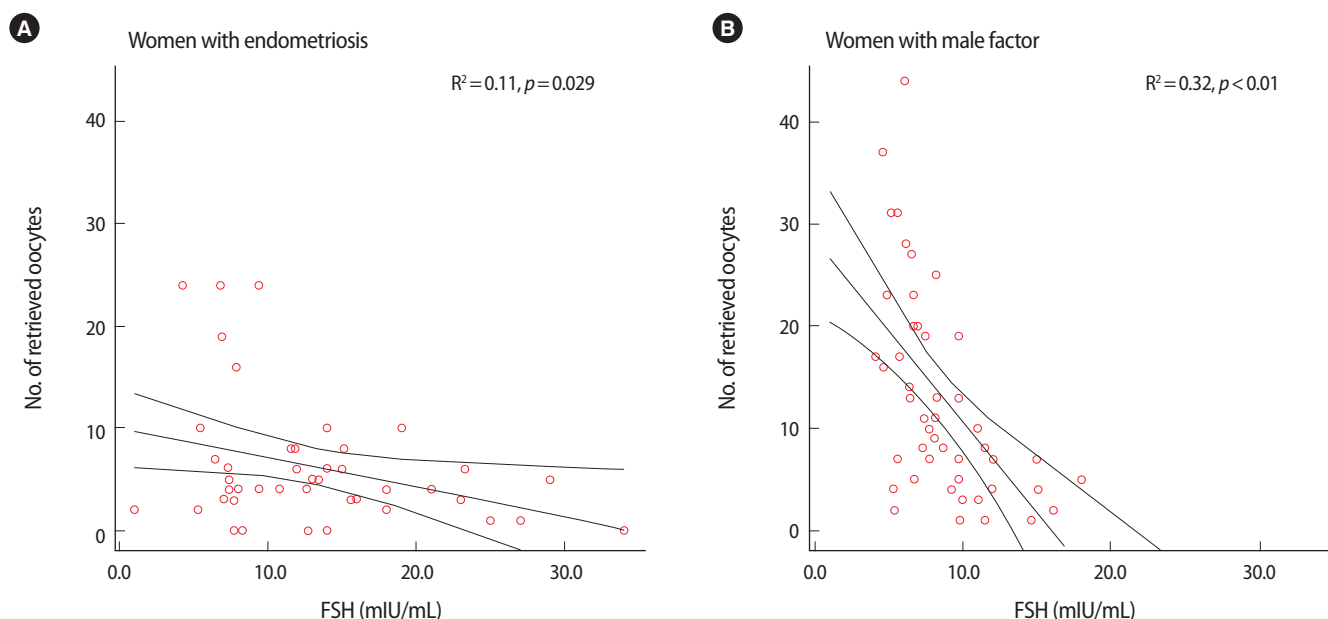 A
Women with endometriosis
R² = 0.11, p = 0.029
No. of retrieved oocytes
40
30
20
10
0
0.0 10.0 20.0 30.0
FSH (mIU/mL)
B
Women with male factor
R² = 0.32, p < 0.01
No. of retrieved oocytes
40
30
20
10
0
0.0 10.0 20.0 30.0
FSH (mIU/mL)